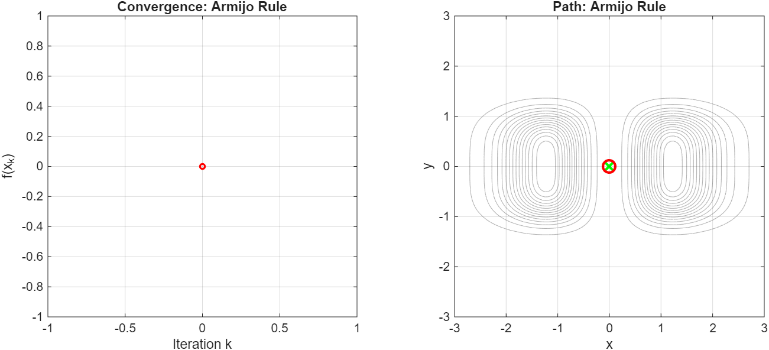 Convergence: Armijo Rule
1
0.8
0.6
0.4
0.2
0
-0.2
-0.4
-0.6
-0.8
-1
-1 -0.5 0 0.5 1
Iteration k
f(xₖ)
Path: Armijo Rule
3
2
1
0
-1
-2
-3
-3 -2 -1 0 1 2 3
x
y